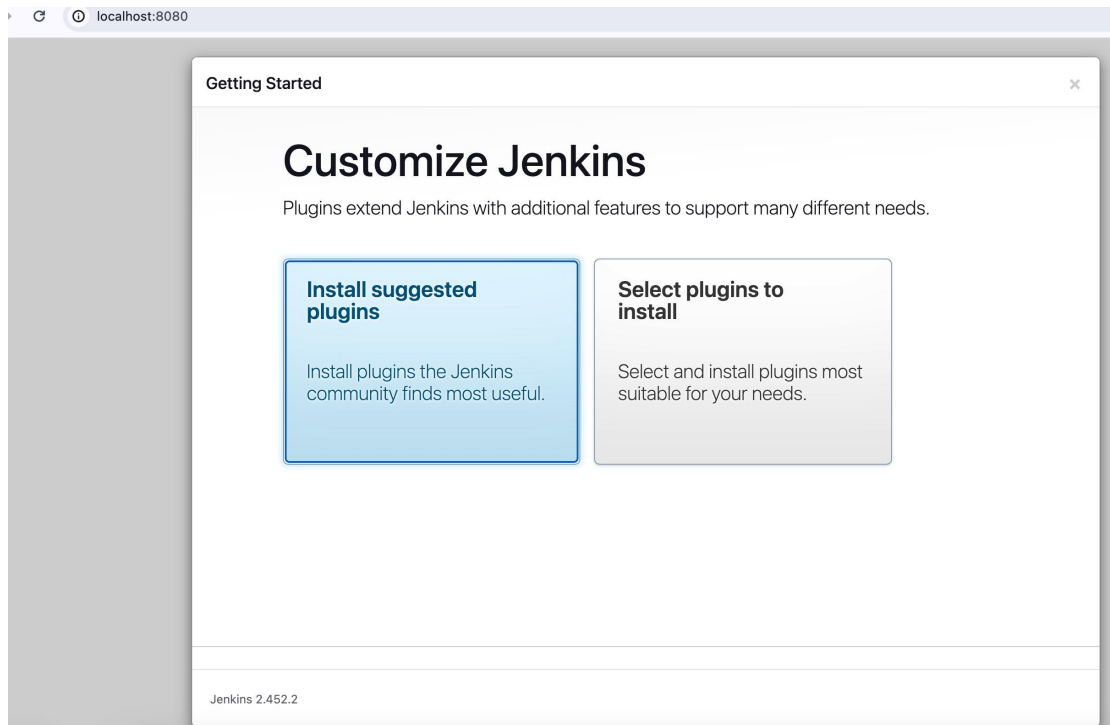 localhost:8080
Getting Started
Customize Jenkins
Plugins extend Jenkins with additional features to support many different needs.
Install suggested
plugins
Install plugins the Jenkins
community finds most useful.
Select plugins to
install
Select and install plugins most
suitable for your needs.
Jenkins 2.452.2